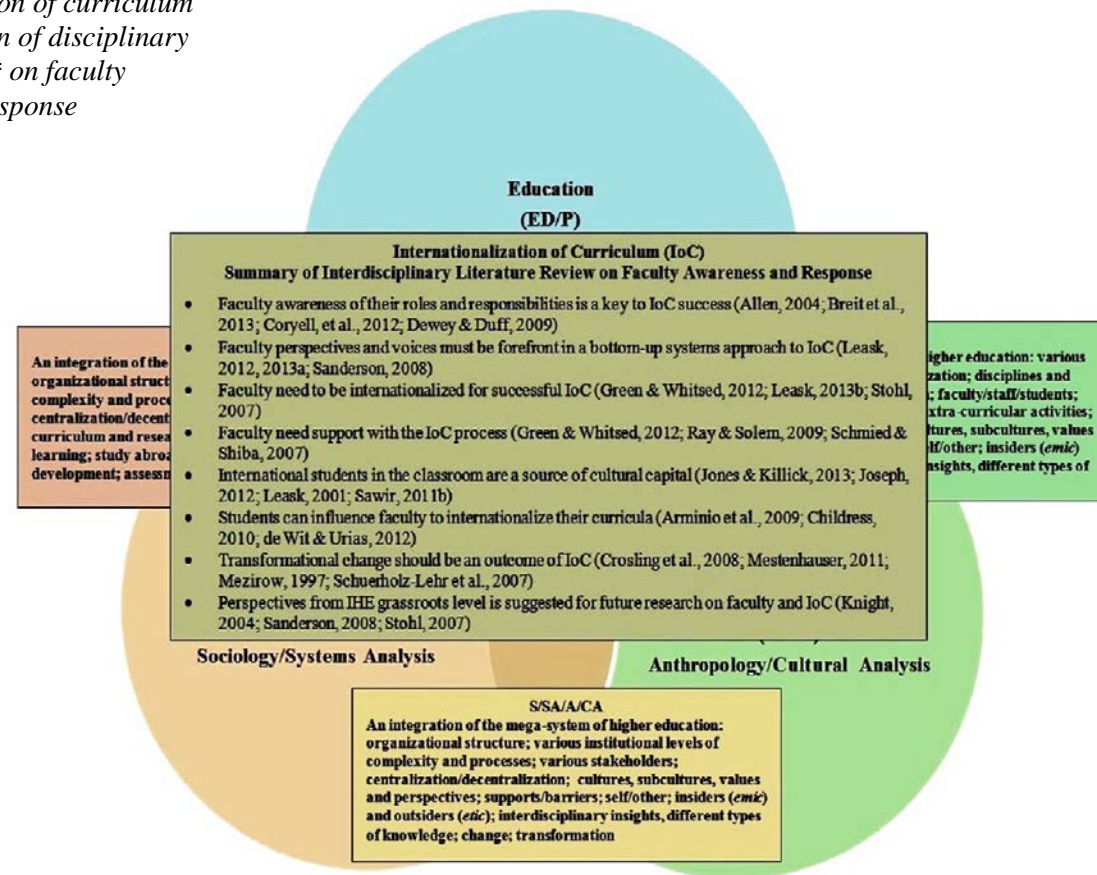 ion of curriculum
n of disciplinary
on faculty
sponse
Education
(ED/P)
Internationalization of Curriculum (IoC)
Summary of Interdisciplinary Literature Review on Faculty Awareness and Response
• Faculty awareness of their roles and responsibilities is a key to IoC success (Allen, 2004; Breit et al.,
2013; Coryell, et al., 2012; Dewey & Duff, 2009)
• Faculty perspectives and voices must be forefront in a bottom-up systems approach to IoC (Leask,
2012, 2013a; Sanderson, 2008)
• Faculty need to be internationalized for successful IoC (Green & Whitsed, 2012; Leask, 2013b; Stohl,
2007)
• Faculty need support with the IoC process (Green & Whitsed, 2012; Ray & Solem, 2009; Schmied &
Shiba, 2007)
• International students in the classroom are a source of cultural capital (Jones & Killick, 2013; Joseph,
2012; Leask, 2001; Sawir, 2011b)
• Students can influence faculty to internationalize their curricula (Arminio et al., 2009; Childress,
2010; de Wit & Urias, 2012)
• Transformational change should be an outcome of IoC (Crosling et al., 2008; Mestenhauser, 2011;
Mezirow, 1997; Schuerholz-Lehr et al., 2007)
• Perspectives from IHE grassroots level is suggested for future research on faculty and IoC (Knight,
2004; Sanderson, 2008; Stohl, 2007)
An integration of the
organizational struct
complexity and proce
centralization/decent
curriculum and resea
learning; study abroa
development; assessm
igher education: various
zation; disciplines and
; faculty/staff/students;
xtra-curricular activities;
tures, subcultures, values
lf/other; insiders (emic)
nsights, different types of
Sociology/Systems Analysis
Anthropology/Cultural Analysis
S/SA/A/CA
An integration of the mega-system of higher education:
organizational structure; various institutional levels of
complexity and processes; various stakeholders;
centralization/decentralization; cultures, subcultures, values
and perspectives; supports/barriers; self/other; insiders (emic)
and outsiders (etic); interdisciplinary insights, different types
of knowledge; change; transformation